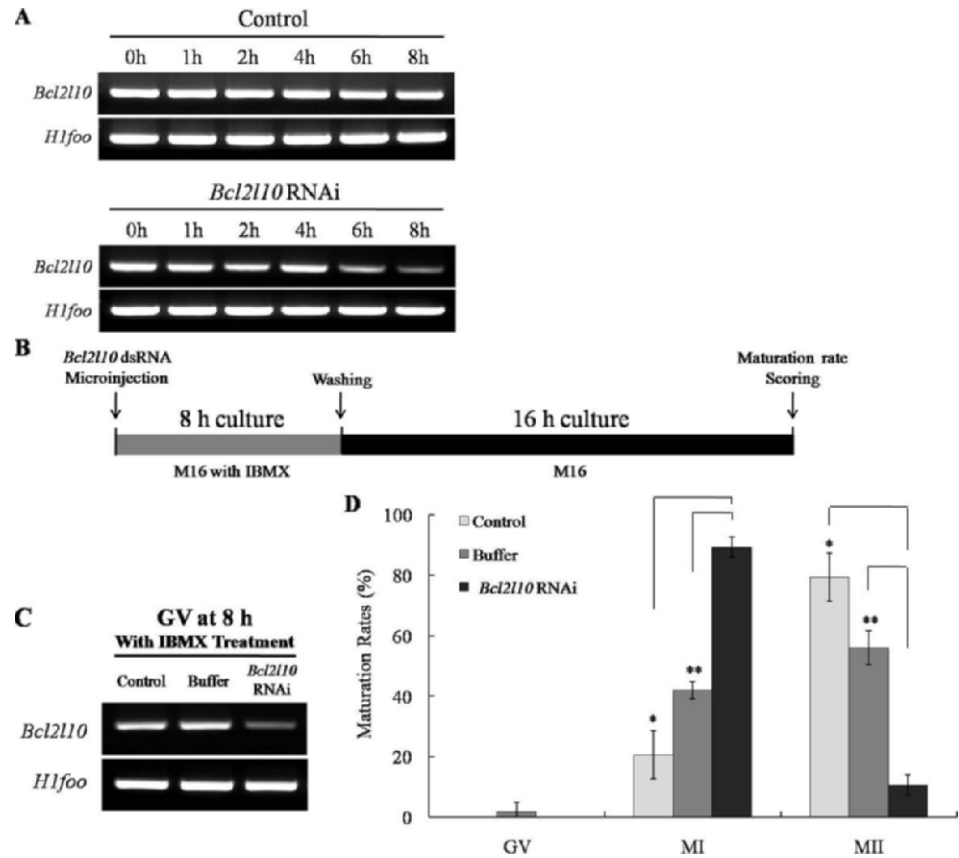 A
Control
0h 1h 2h 4h 6h 8h
Bcl2l10
H1foo
Bcl2l10 RNAi
0h 1h 2h 4h 6h 8h
Bcl2l10
H1foo
B
Bcl2l10 dsRNA
Microinjection
Washing
Maturation rate
Scoring
8 h culture
16 h culture
M16 with IBMX
M16
C
GV at 8 h
With IBMX Treatment
Control Buffer Bcl2l10
RNAi
Bcl2l10
H1foo
D
Maturation Rates (%)
100
80
60
40
20
0
Control
Buffer
Bcl2l10 RNAi
* ** * **
GV MI MII